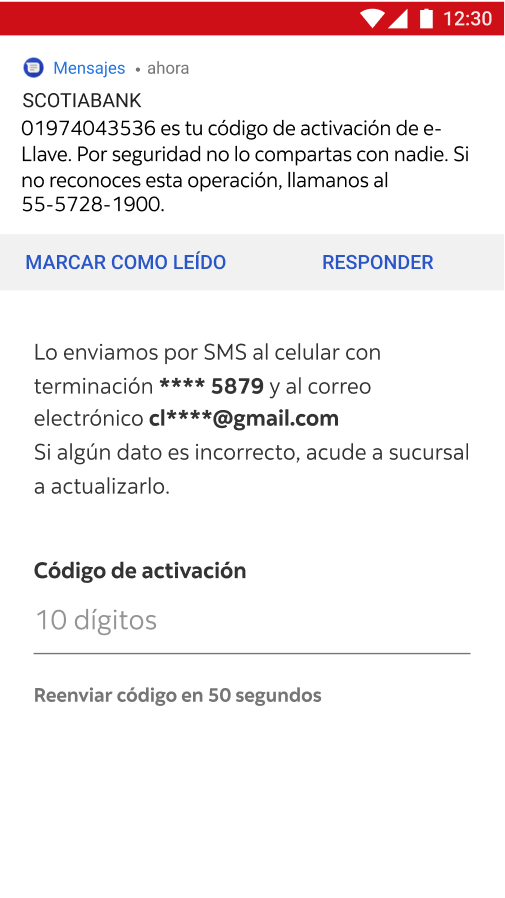 12:30
Mensajes • ahora
SCOTIABANK
01974043536 es tu código de activación de e-
Llave. Por seguridad no lo compartas con nadie. Si
no reconoces esta operación, llamanos al
55-5728-1900.
MARCAR COMO LEÍDO RESPONDER
Lo enviamos por SMS al celular con
terminación **** 5879 y al correo
electrónico cl****@gmail.com
Si algún dato es incorrecto, acude a sucursal
a actualizarlo.
Código de activación
10 dígitos
Reenviar código en 50 segundos